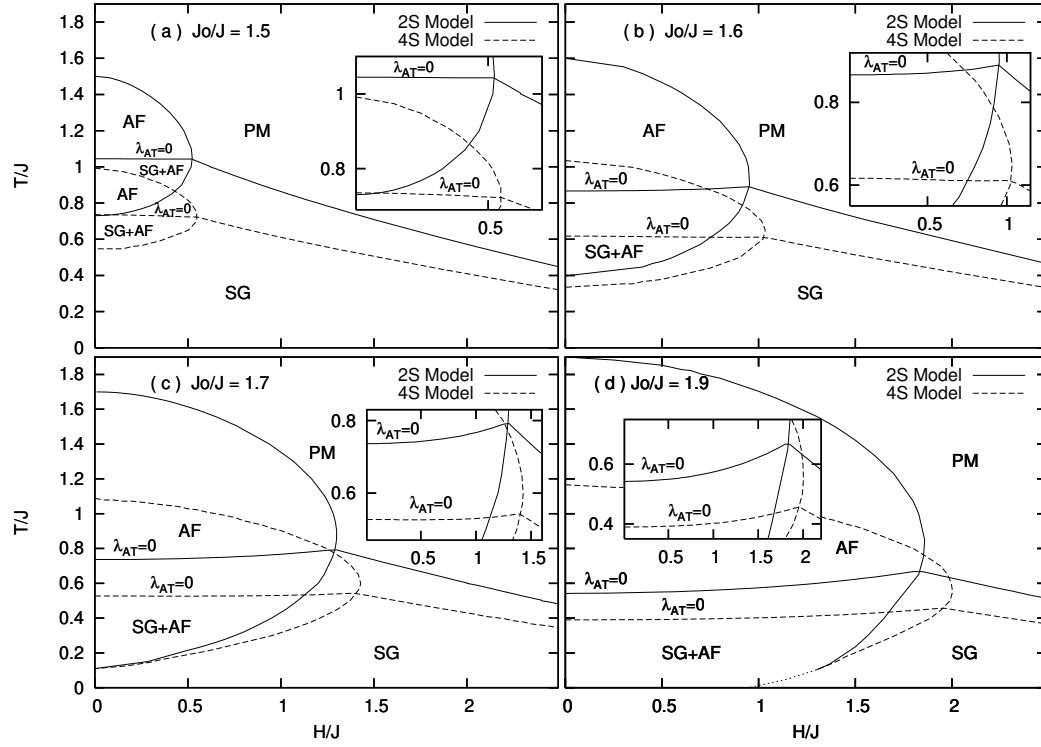 ( a ) Jo/J = 1.5
2S Model
4S Model
T/J
1.8
1.6
1.4
1.2
1
0.8
0.6
0.4
0.2
0
AF
λAT=0
SG+AF
AF
λAT=0
SG+AF
PM
SG
λAT=0
1
λAT=0
0.8
0.5
( b ) Jo/J = 1.6
2S Model
4S Model
AF
PM
λAT=0
λAT=0
SG+AF
SG
λAT=0
0.8
λAT=0
0.6
0.5
1
( c ) Jo/J = 1.7
2S Model
4S Model
T/J
1.8
1.6
1.4
1.2
1
0.8
0.6
0.4
0.2
0
PM
AF
λAT=0
λAT=0
SG+AF
SG
0.8
λAT=0
0.6
λAT=0
0.5
1
1.5
0
0.5
1
1.5
2
H/J
( d ) Jo/J = 1.9
2S Model
4S Model
PM
AF
λAT=0
λAT=0
SG+AF
SG
0.6
λAT=0
λAT=0
0.4
0.5
1
1.5
2
0
0.5
1
1.5
2
H/J